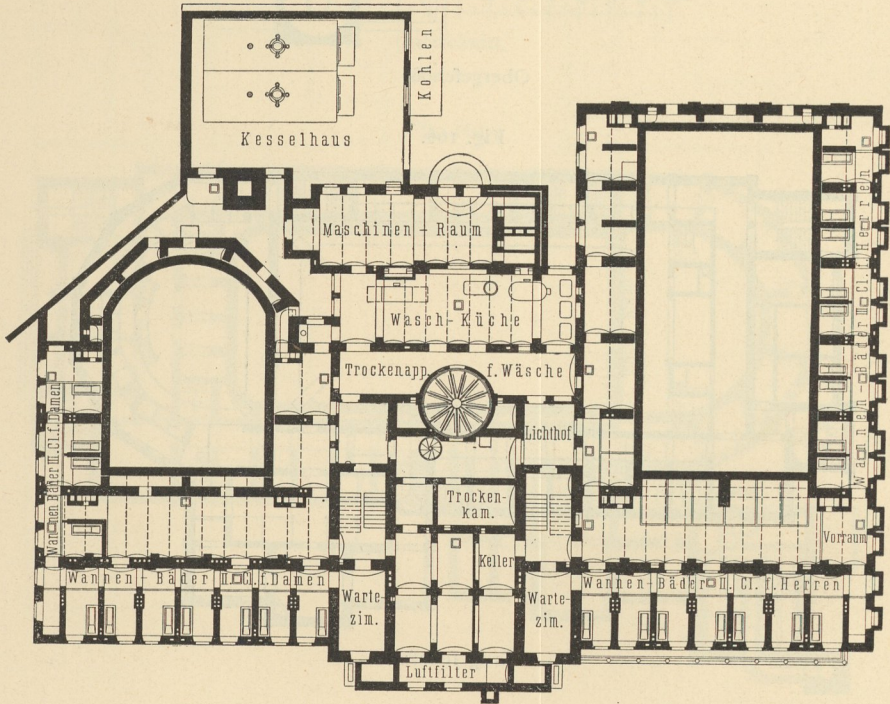 Kohlen
Kesselhaus
Maschinen-Raum
Wasch-Küche
Trockenapp. f. Wäsche
Lichthof
Trocken-
kam.
Keller
Vorraum
Wannen Bäder III. Cl. f. Damen
Wannen-Bäder III. Cl. f. Herren
Wannen-Bäder II. Cl. f. Damen
Wannen-Bäder II. Cl. f. Herren
Warte-
zim.
Warte-
zim.
Luftfilter